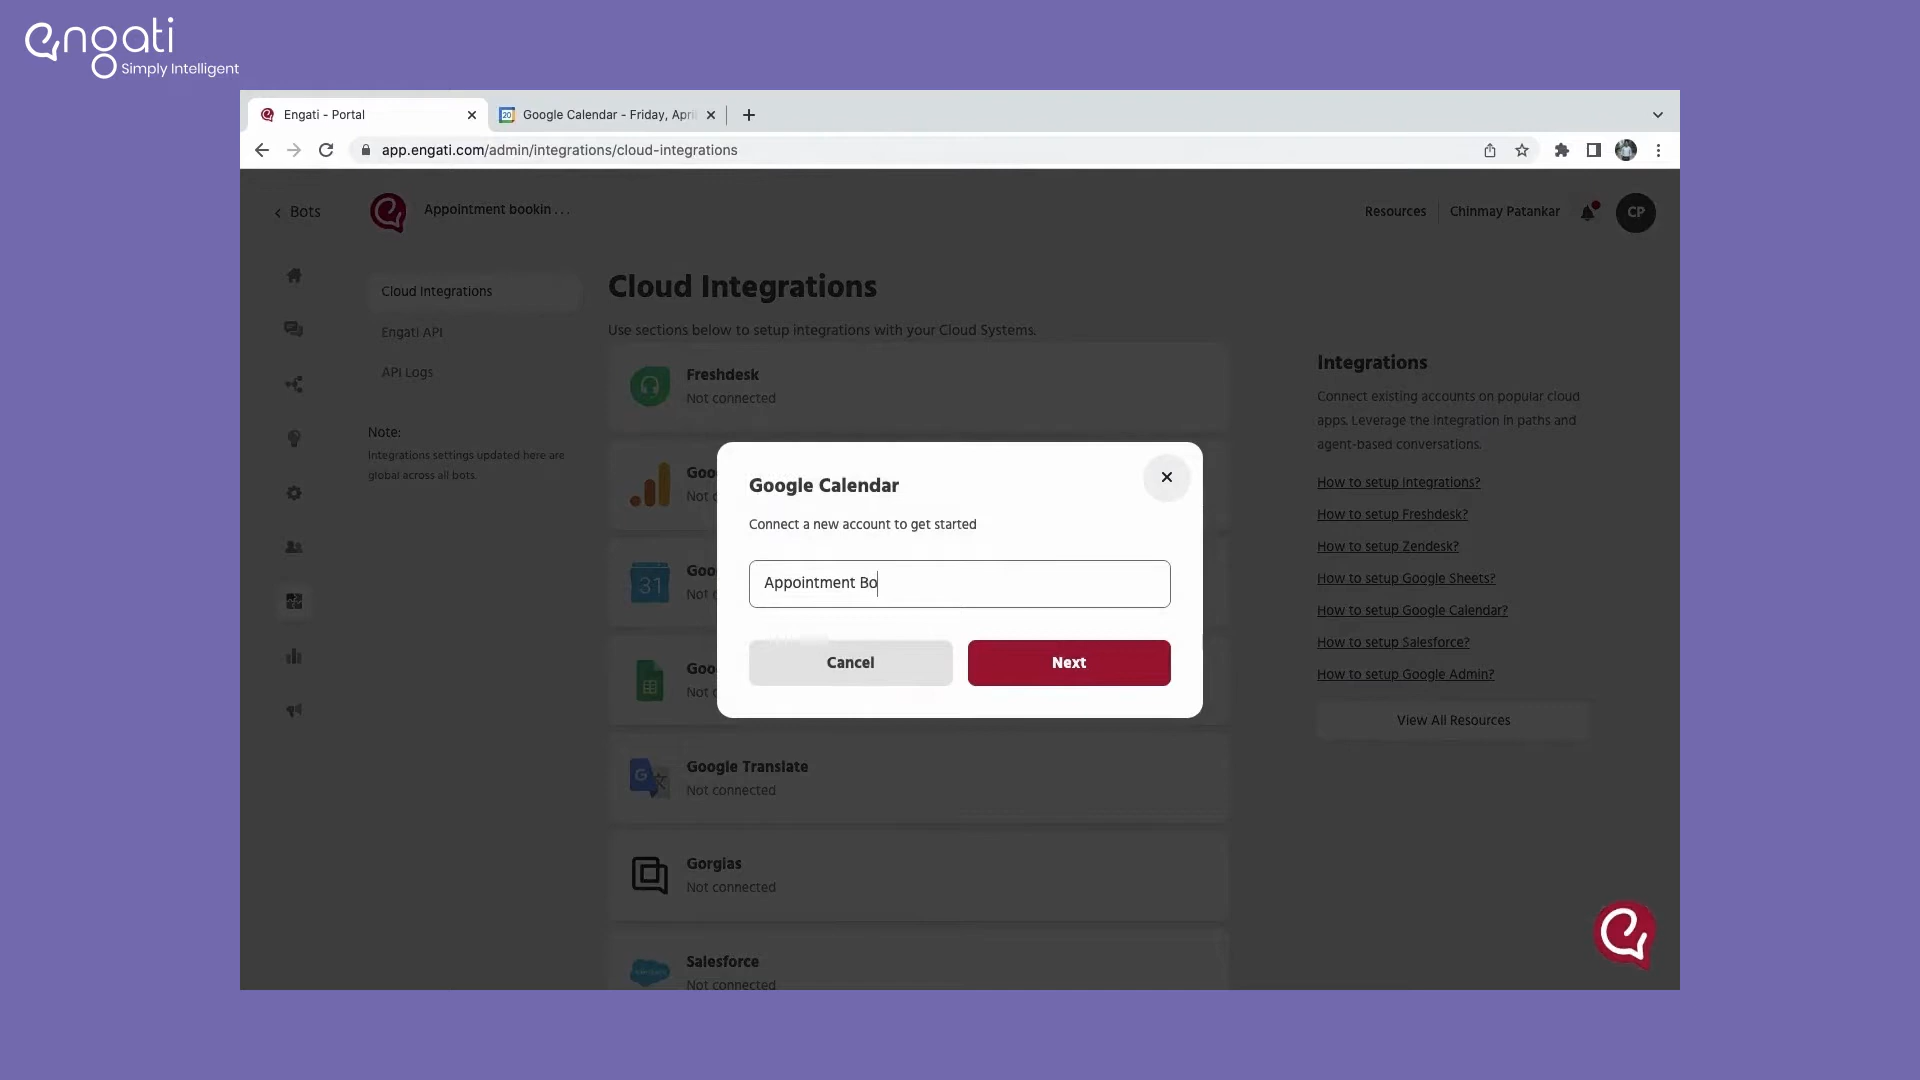 engati
Simply Intelligent
Engati - Portal
Google Calendar - Friday, Apri
app.engati.com/admin/integrations/cloud-integrations
Bots
Appointment bookin . . .
Resources
Chinmay Patankar
CP
Cloud Integrations
Engati API
API Logs
Note:
Integrations settings updated here are
global across all bots.
Cloud Integrations
Use sections below to setup integrations with your Cloud Systems.
Freshdesk
Not connected
Goo
Not c
31
Goo
Not c
Goo
Not c
Google Translate
Not connected
Gorgias
Not connected
Salesforce
Not connected
Google Calendar
Connect a new account to get started
Appointment Bo
Cancel
Next
Integrations
Connect existing accounts on popular cloud
apps. Leverage the integration in paths and
agent-based conversations.
How to setup Integrations?
How to setup Freshdesk?
How to setup Zendesk?
How to setup Google Sheets?
How to setup Google Calendar?
How to setup Salesforce?
How to setup Google Admin?
View All Resources